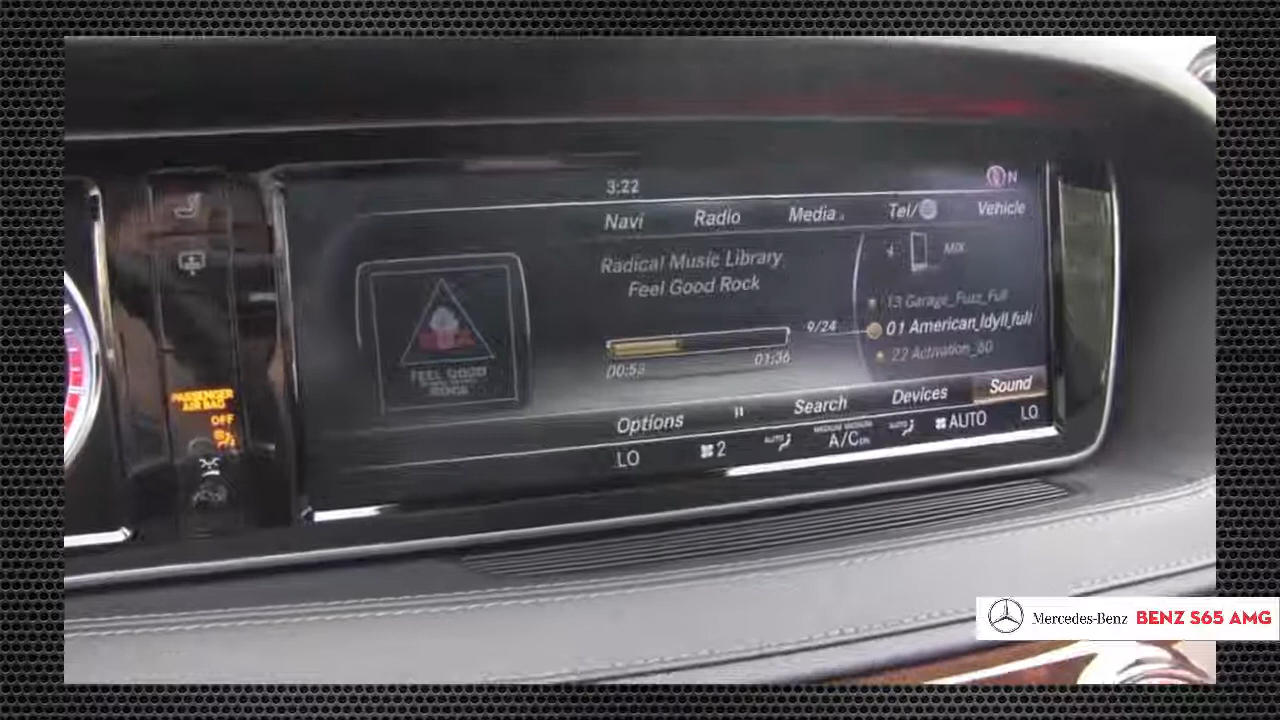 3:22
N
Navi Radio Media Tel/ Vehicle
Radical Music Library
Feel Good Rock
MIX
13 Garage_Fuzz_Full
9/24
01 American_Idyll_full
22 Activation_60
00:53 01:36
FEEL GOOD
ROCK
Options Search Devices Sound
LO 2 AUTO A/C AUTO AUTO LO
PASSENGER
AIR BAG
OFF
Mercedes-Benz BENZ S65 AMG